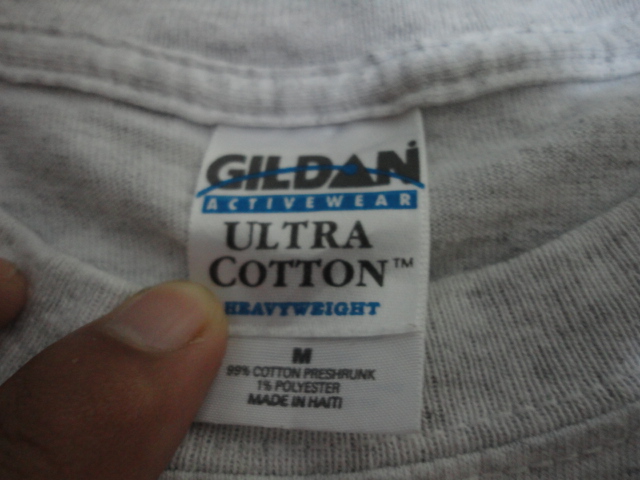 GILDAN
ACTIVEWEAR
ULTRA
COTTON™
HEAVYWEIGHT
M
99% COTTON PRESHRUNK
1% POLYESTER
MADE IN HAITI